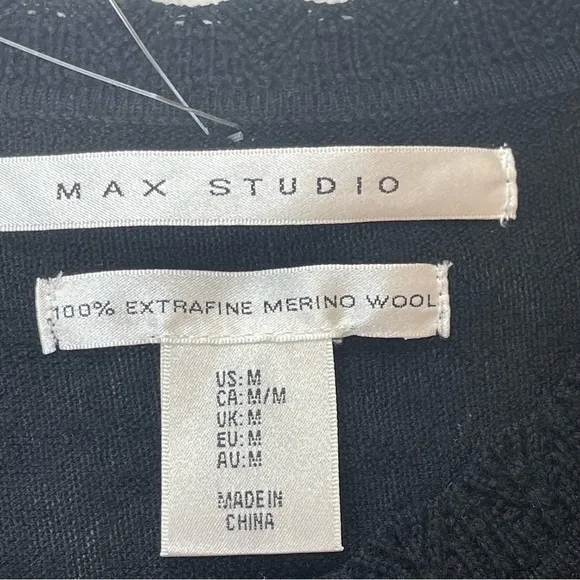 MAX STUDIO
100% EXTRAFINE MERINO WOOL
US: M
CA: M/M
UK: M
EU: M
AU: M
MADE IN
CHINA